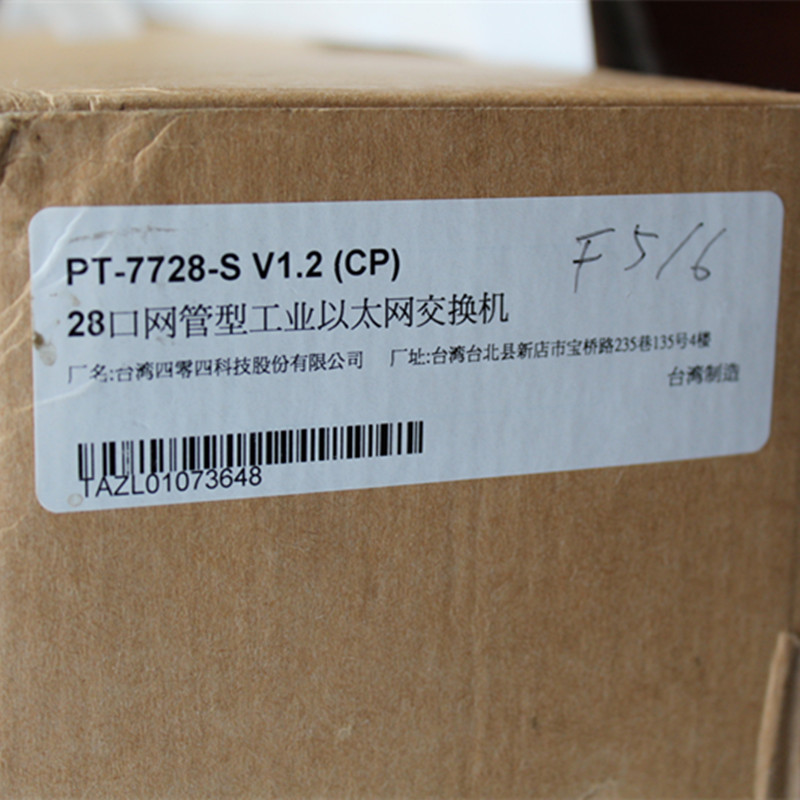 PT-7728-S V1.2 (CP)
F 5/6
28口网管型工业以太网交换机
厂名:台湾四零四科技股份有限公司 厂址:台湾台北县新店市宝桥路235巷135号4楼
台湾制造
TAZL01073648